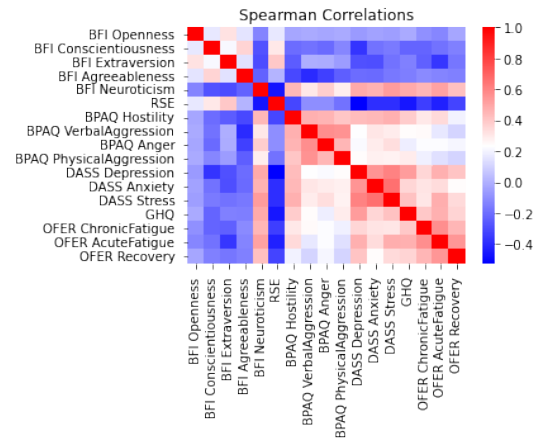 Spearman Correlations
BFI Openness
BFI Conscientiousness
BFI Extraversion
BFI Agreeableness
BFI Neuroticism
RSE
BPAQ Hostility
BPAQ VerbalAggression
BPAQ Anger
BPAQ PhysicalAggression
DASS Depression
DASS Anxiety
DASS Stress
GHQ
OFER ChronicFatigue
OFER AcuteFatigue
OFER Recovery
BFI Openness
BFI Conscientiousness
BFI Extraversion
BFI Agreeableness
BFI Neuroticism
RSE
BPAQ Hostility
BPAQ VerbalAggression
BPAQ Anger
BPAQ PhysicalAggression
DASS Depression
DASS Anxiety
DASS Stress
GHQ
OFER ChronicFatigue
OFER AcuteFatigue
OFER Recovery
1.0
0.8
0.6
0.4
0.2
0.0
−0.2
−0.4